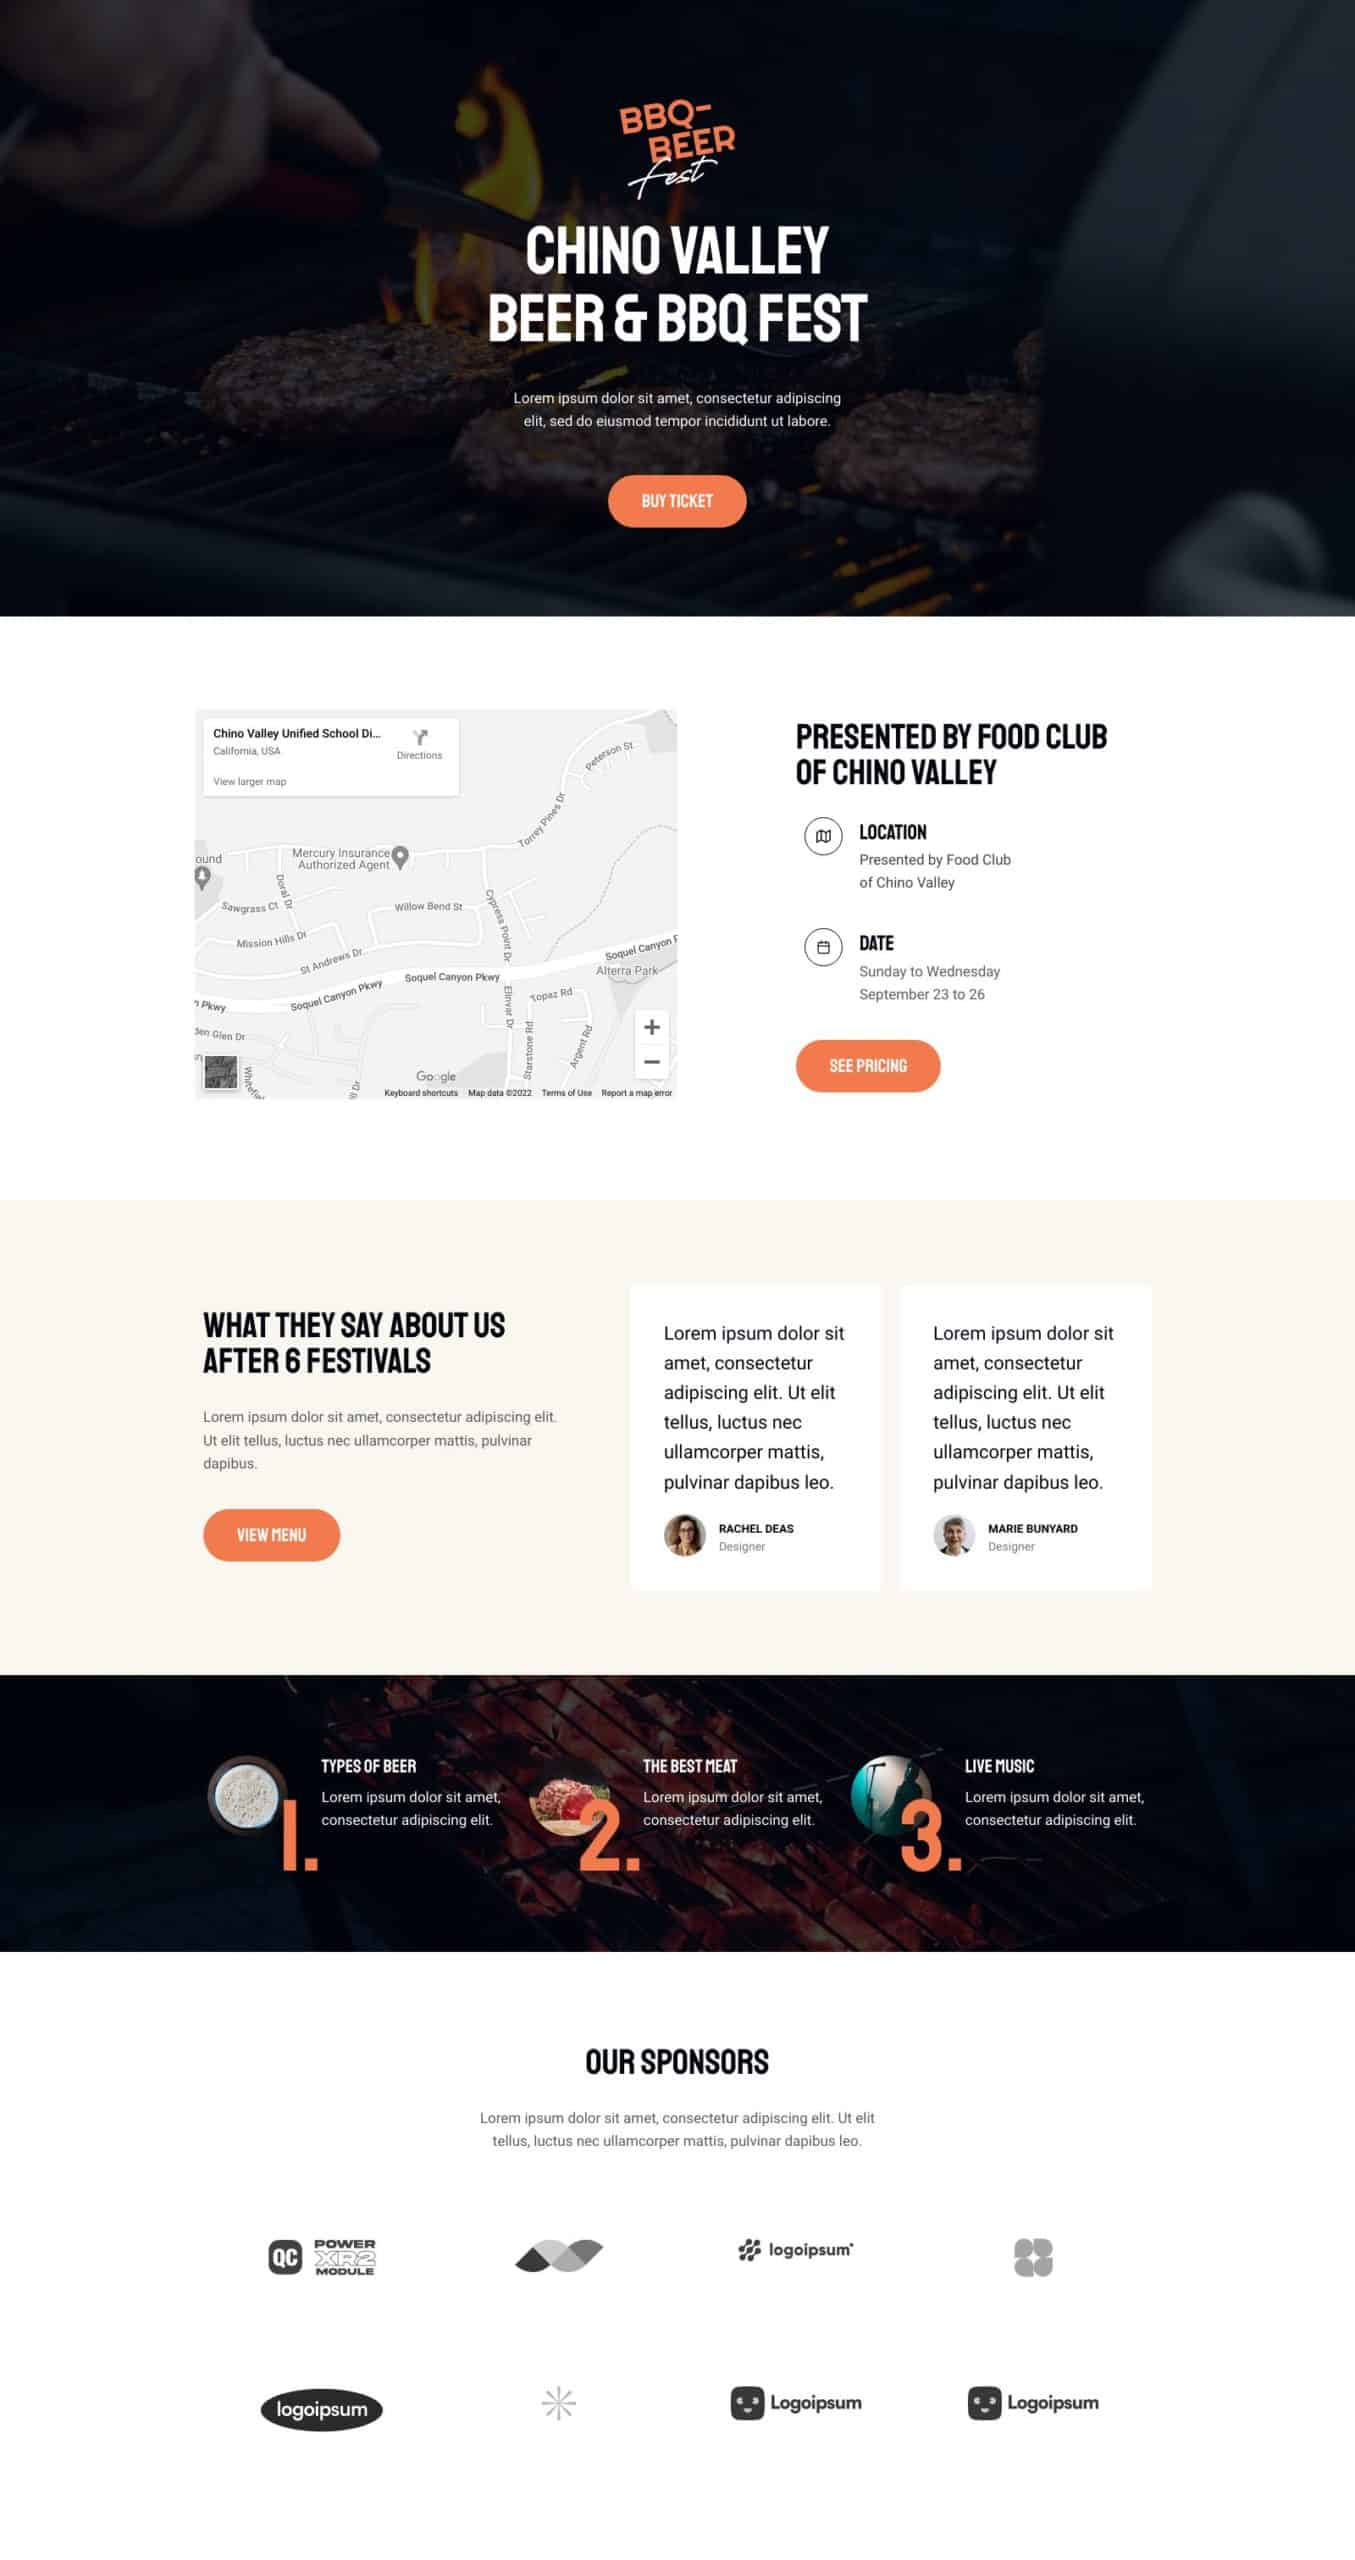 BBQ-
BEER
fest
CHINO VALLEY
BEER & BBQ FEST
Lorem ipsum dolor sit amet, consectetur adipiscing
elit, sed do eiusmod tempor incididunt ut labore.
BUY TICKET
Chino Valley Unified School Di...
California, USA
Directions
View larger map
Peterson St
Torrey Pines Dr
Mercury Insurance
Authorized Agent
ound
Doral Dr
Sawgrass Ct
Willow Bend St
Cypress Point Dr
Mission Hills Dr
St Andrews Dr
Soquel Canyon P
Alterra Park
Soquel Canyon Pkwy
Soquel Canyon Pkwy
n Pkwy
Elinvar Dr
Topaz Rd
den Glen Dr
Starstone Rd
Argent Rd
Whitefiel
ll Dr
Google
Keyboard shortcuts Map data ©2022 Terms of Use Report a map error
PRESENTED BY FOOD CLUB
OF CHINO VALLEY
LOCATION
Presented by Food Club
of Chino Valley
DATE
Sunday to Wednesday
September 23 to 26
SEE PRICING
WHAT THEY SAY ABOUT US
AFTER 6 FESTIVALS
Lorem ipsum dolor sit amet, consectetur adipiscing elit.
Ut elit tellus, luctus nec ullamcorper mattis, pulvinar
dapibus.
VIEW MENU
Lorem ipsum dolor sit
amet, consectetur
adipiscing elit. Ut elit
tellus, luctus nec
ullamcorper mattis,
pulvinar dapibus leo.
RACHEL DEAS
Designer
Lorem ipsum dolor sit
amet, consectetur
adipiscing elit. Ut elit
tellus, luctus nec
ullamcorper mattis,
pulvinar dapibus leo.
MARIE BUNYARD
Designer
1.
TYPES OF BEER
Lorem ipsum dolor sit amet,
consectetur adipiscing elit.
2.
THE BEST MEAT
Lorem ipsum dolor sit amet,
consectetur adipiscing elit.
3.
LIVE MUSIC
Lorem ipsum dolor sit amet,
consectetur adipiscing elit.
OUR SPONSORS
Lorem ipsum dolor sit amet, consectetur adipiscing elit. Ut elit
tellus, luctus nec ullamcorper mattis, pulvinar dapibus leo.
QC
POWER
XR2
MODULE
logoipsum
logoipsum
Logoipsum
Logoipsum